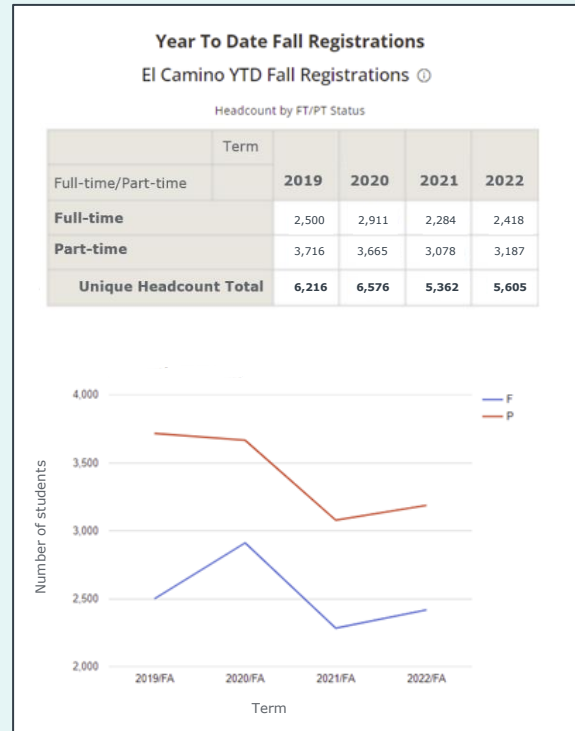 Year To Date Fall Registrations
El Camino YTD Fall Registrations ⓘ
Headcount by FT/PT Status
Term
Full-time/Part-time 2019 2020 2021 2022
Full-time 2,500 2,911 2,284 2,418
Part-time 3,716 3,665 3,078 3,187
Unique Headcount Total 6,216 6,576 5,362 5,605
4,000
3,500
3,000
2,500
2,000
Number of students
F
P
2019/FA 2020/FA 2021/FA 2022/FA
Term